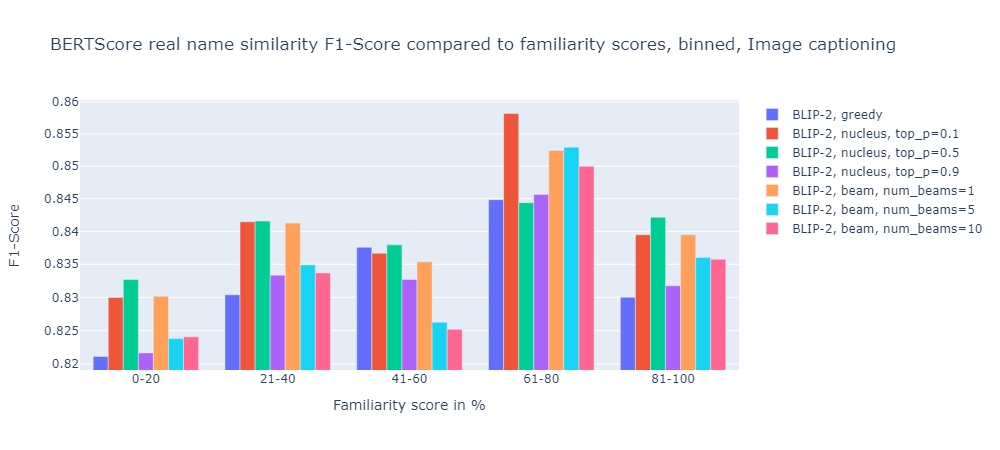 BERTScore real name similarity F1-Score compared to familiarity scores, binned, Image captioning
0.86
0.855
0.85
0.845
0.84
0.835
0.83
0.825
0.82
F1-Score
0-20
21-40
41-60
61-80
81-100
Familiarity score in %
BLIP-2, greedy
BLIP-2, nucleus, top_p=0.1
BLIP-2, nucleus, top_p=0.5
BLIP-2, nucleus, top_p=0.9
BLIP-2, beam, num_beams=1
BLIP-2, beam, num_beams=5
BLIP-2, beam, num_beams=10